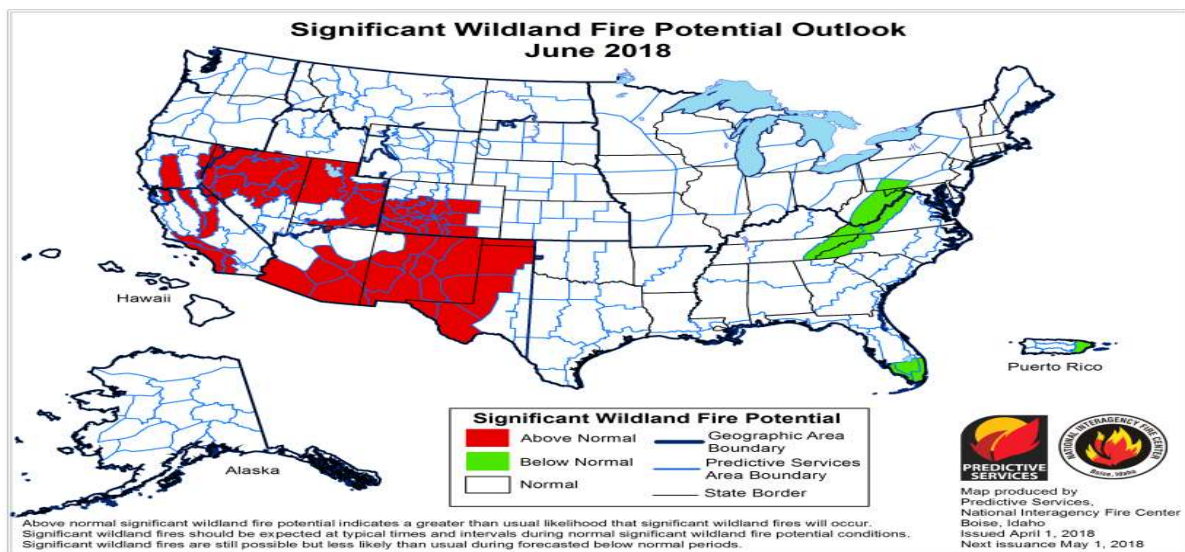 Significant Wildland Fire Potential Outlook
June 2018
Hawaii
Alaska
Puerto Rico
Significant Wildland Fire Potential
Above Normal
Below Normal
Normal
Geographic Area
Boundary
Predictive Services
Area Boundary
State Border
PREDICTIVE
SERVICES
NATIONAL INTERAGENCY FIRE CENTER
Boise, Idaho
Map produced by
Predictive Services,
National Interagency Fire Center
Boise, Idaho
Issued April 1, 2018
Next issuance May 1, 2018
Above normal significant wildland fire potential indicates a greater than usual likelihood that significant wildland fires will occur.
Significant wildland fires should be expected at typical times and intervals during normal significant wildland fire potential conditions.
Significant wildland fires are still possible but less likely than usual during forecasted below normal periods.